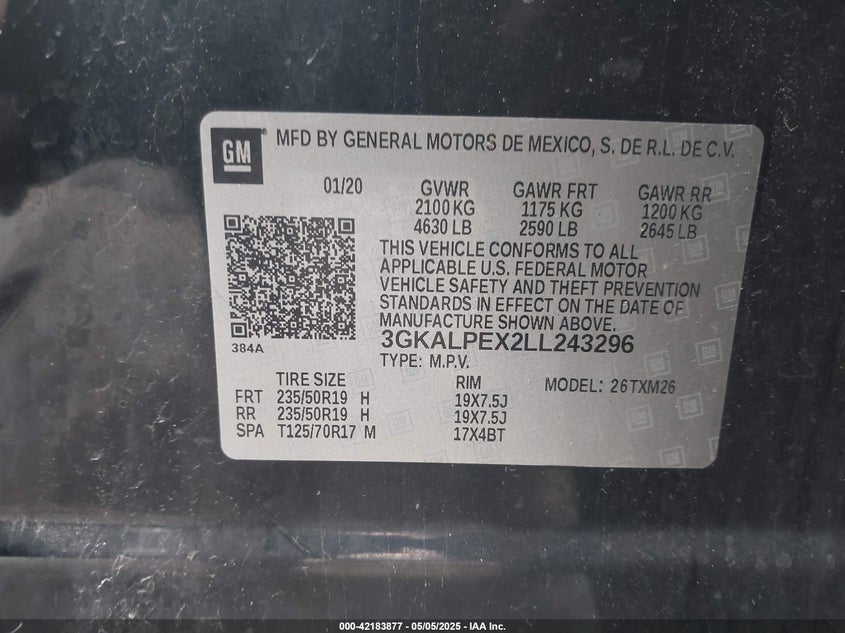 GM MFD BY GENERAL MOTORS DE MEXICO, S. DE R.L. DE C.V.
01/20 GVWR GAWR FRT GAWR RR
2100 KG 1175 KG 1200 KG
4630 LB 2590 LB 2645 LB
THIS VEHICLE CONFORMS TO ALL
APPLICABLE U.S. FEDERAL MOTOR
VEHICLE SAFETY AND THEFT PREVENTION
STANDARDS IN EFFECT ON THE DATE OF
MANUFACTURE SHOWN ABOVE.
384A 3GKALPEX2LL243296
TYPE: M.P.V.
TIRE SIZE RIM MODEL: 26TXM26
FRT 235/50R19 H 19X7.5J
RR 235/50R19 H 19X7.5J
SPA T125/70R17 M 17X4BT
000-42183877 - 05/05/2025 - IAA Inc.